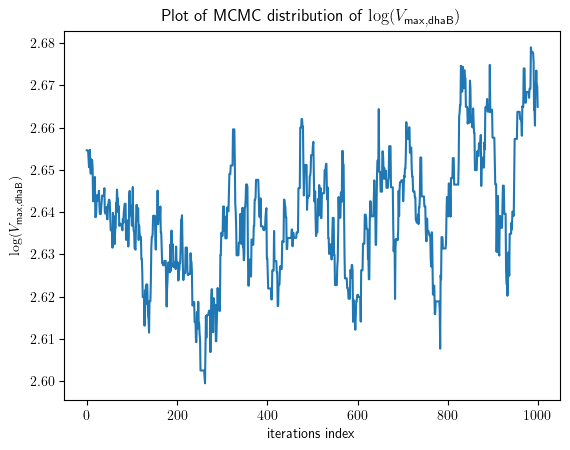 Plot of MCMC distribution of log(V_max,dhaB)
log(V_max,dhaB)
2.68
2.67
2.66
2.65
2.64
2.63
2.62
2.61
2.60
0 200 400 600 800 1000
iterations index